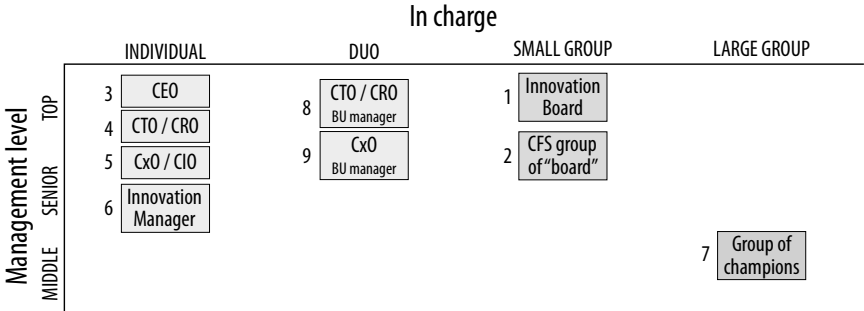 In charge
INDIVIDUAL DUO SMALL GROUP LARGE GROUP
Management level
TOP
SENIOR
MIDDLE
3 CEO
4 CTO / CRO
5 CxO / CIO
6 Innovation
Manager
8 CTO / CRO
BU manager
9 CxO
BU manager
1 Innovation
Board
2 CFS group
of "board"
7 Group of
champions